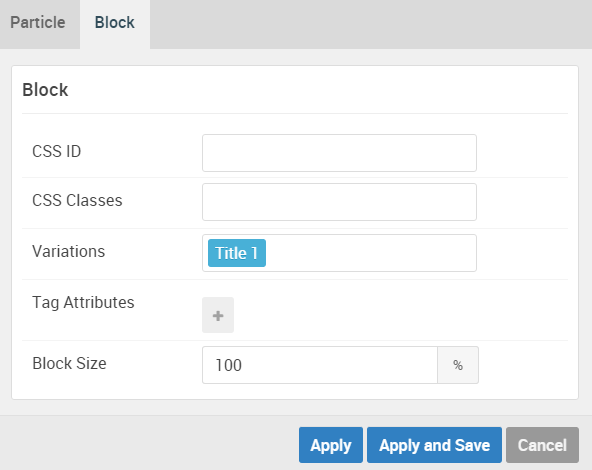 Particle Block
Block
CSS ID
CSS Classes
Variations Title 1
Tag Attributes +
Block Size 100 %
Apply Apply and Save Cancel